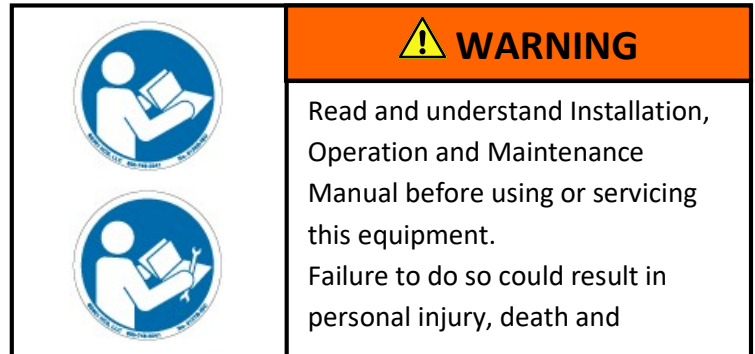 WARNING
Read and understand Installation,
Operation and Maintenance
Manual before using or servicing
this equipment.
Failure to do so could result in
personal injury, death and